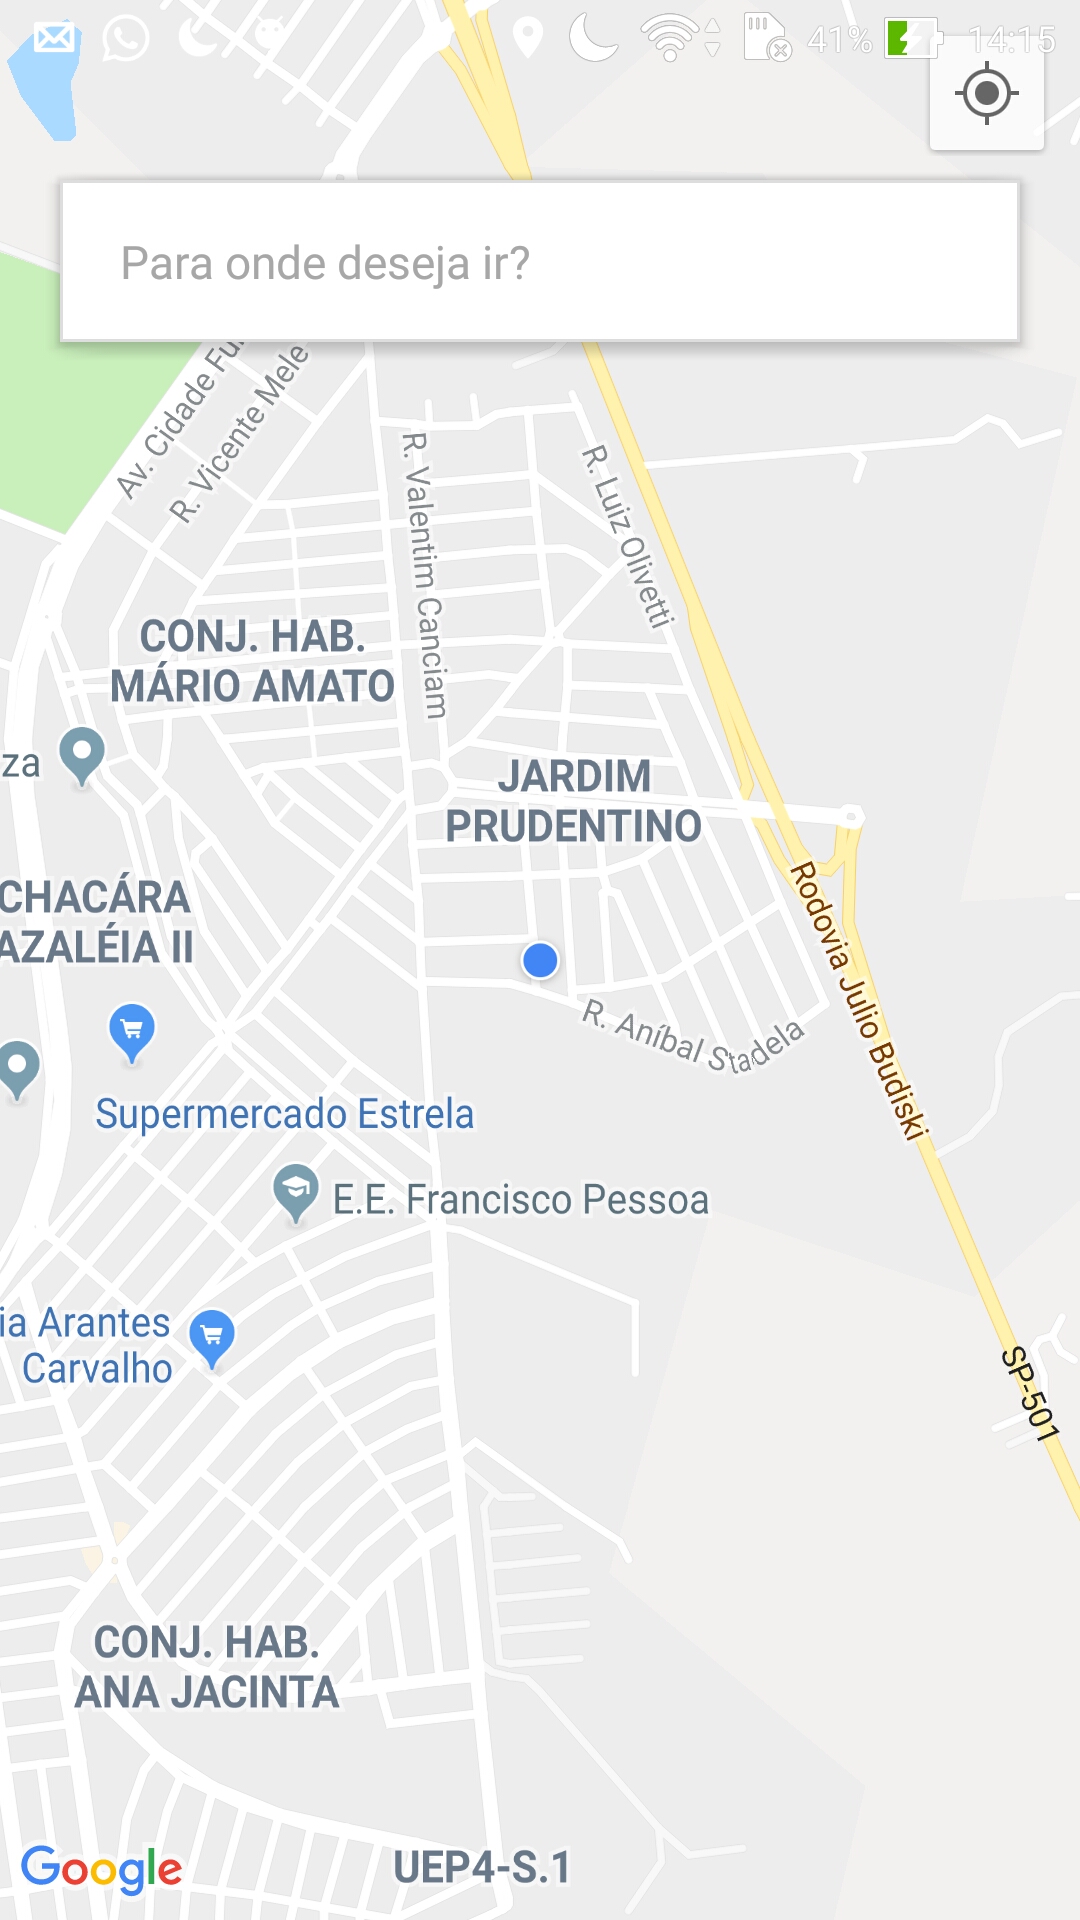 41% 14:15
Para onde deseja ir?
Av. Cidade
R. Vicente Mele
R. Valentim Canciam
R. Luiz Olivetti
CONJ. HAB.
MÁRIO AMATO
za
JARDIM
PRUDENTINO
CHACÁRA
AZALÉIA II
Rodovia Julio Budiski
R. Aníbal Stadela
Supermercado Estrela
E.E. Francisco Pessoa
ia Arantes
Carvalho
SP-501
CONJ. HAB.
ANA JACINTA
UEP4-S.1
Google